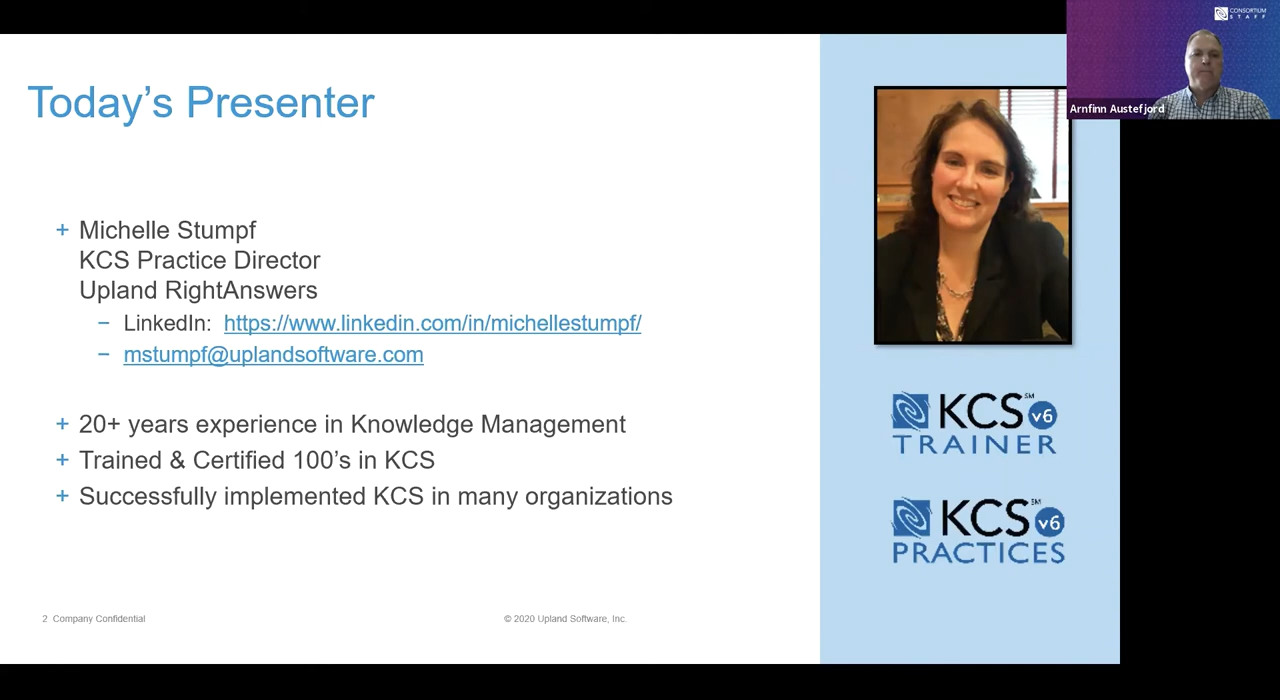 CONSORTIUM
STAFF
Arnfinn Austefjord
Today's Presenter
+ Michelle Stumpf
KCS Practice Director
Upland RightAnswers
− LinkedIn: https://www.linkedin.com/in/michellestumpf/
− mstumpf@uplandsoftware.com
+ 20+ years experience in Knowledge Management
+ Trained & Certified 100's in KCS
+ Successfully implemented KCS in many organizations
KCS SM v6
TRAINER
KCS SM v6
PRACTICES
2 Company Confidential
© 2020 Upland Software, Inc.